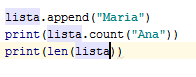 lista.append("Maria")
print(lista.count("Ana"))
print(len(lista))